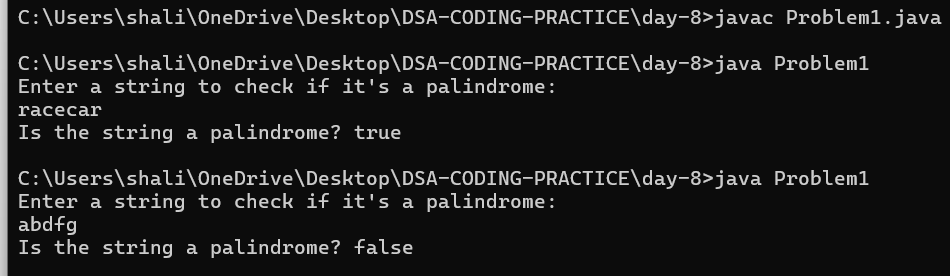 C:\Users\shali\OneDrive\Desktop\DSA-CODING-PRACTICE\day-8>javac Problem1.java
C:\Users\shali\OneDrive\Desktop\DSA-CODING-PRACTICE\day-8>java Problem1
Enter a string to check if it's a palindrome:
racecar
Is the string a palindrome? true
C:\Users\shali\OneDrive\Desktop\DSA-CODING-PRACTICE\day-8>java Problem1
Enter a string to check if it's a palindrome:
abdfg
Is the string a palindrome? false